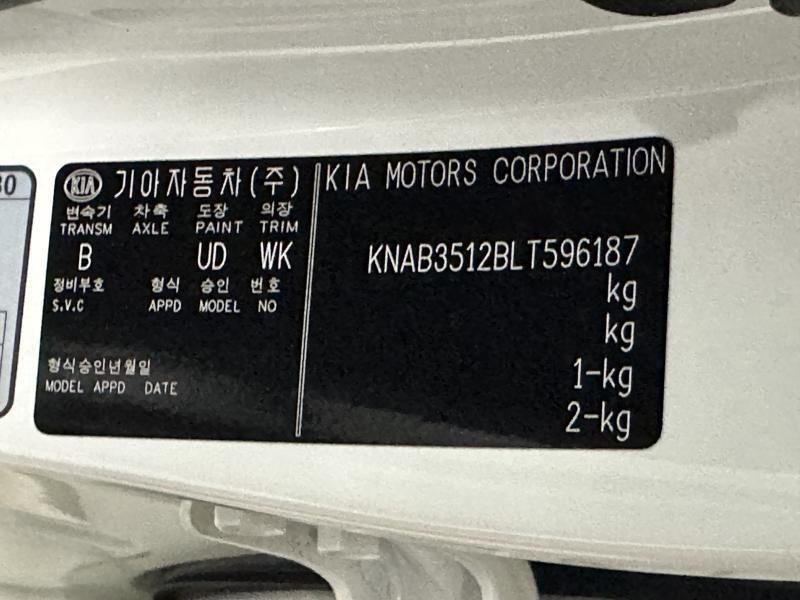 30
KIA 기아자동차(주)
변속기 차축 도장 의장
TRANSM AXLE PAINT TRIM
B UD WK
정비부호 형식 승인 번호
S.V.C APPD MODEL NO
형식승인년월일
MODEL APPD DATE
KIA MOTORS CORPORATION
KNAB3512BLT596187
kg
kg
1-kg
2-kg